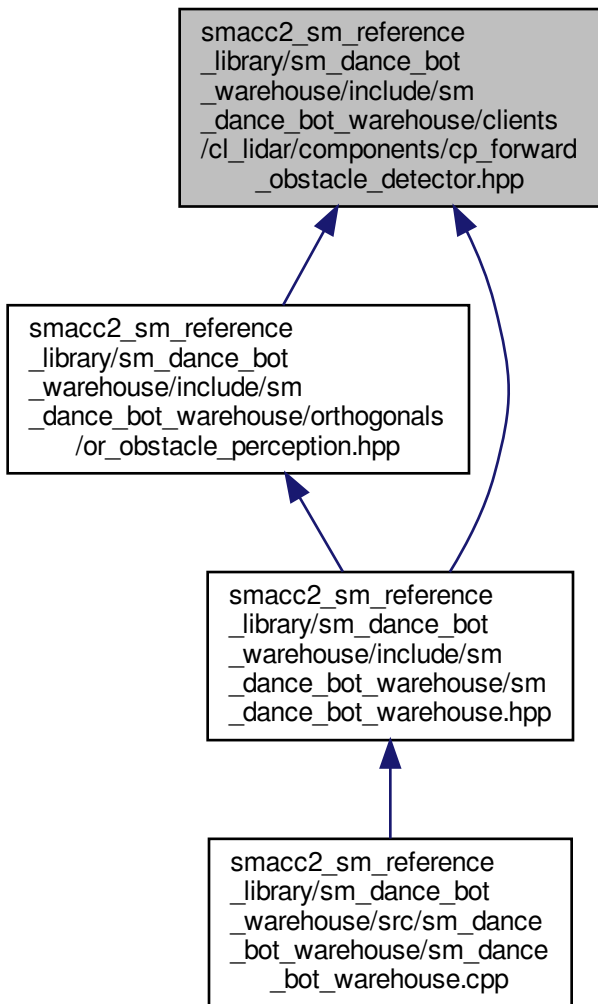 smacc2_sm_reference
_library/sm_dance_bot
_warehouse/include/sm
_dance_bot_warehouse/clients
/cl_lidar/components/cp_forward
_obstacle_detector.hpp
smacc2_sm_reference
_library/sm_dance_bot
_warehouse/include/sm
_dance_bot_warehouse/orthogonals
/or_obstacle_perception.hpp
smacc2_sm_reference
_library/sm_dance_bot
_warehouse/include/sm
_dance_bot_warehouse/sm
_dance_bot_warehouse.hpp
smacc2_sm_reference
_library/sm_dance_bot
_warehouse/src/sm_dance
_bot_warehouse/sm_dance
_bot_warehouse.cpp